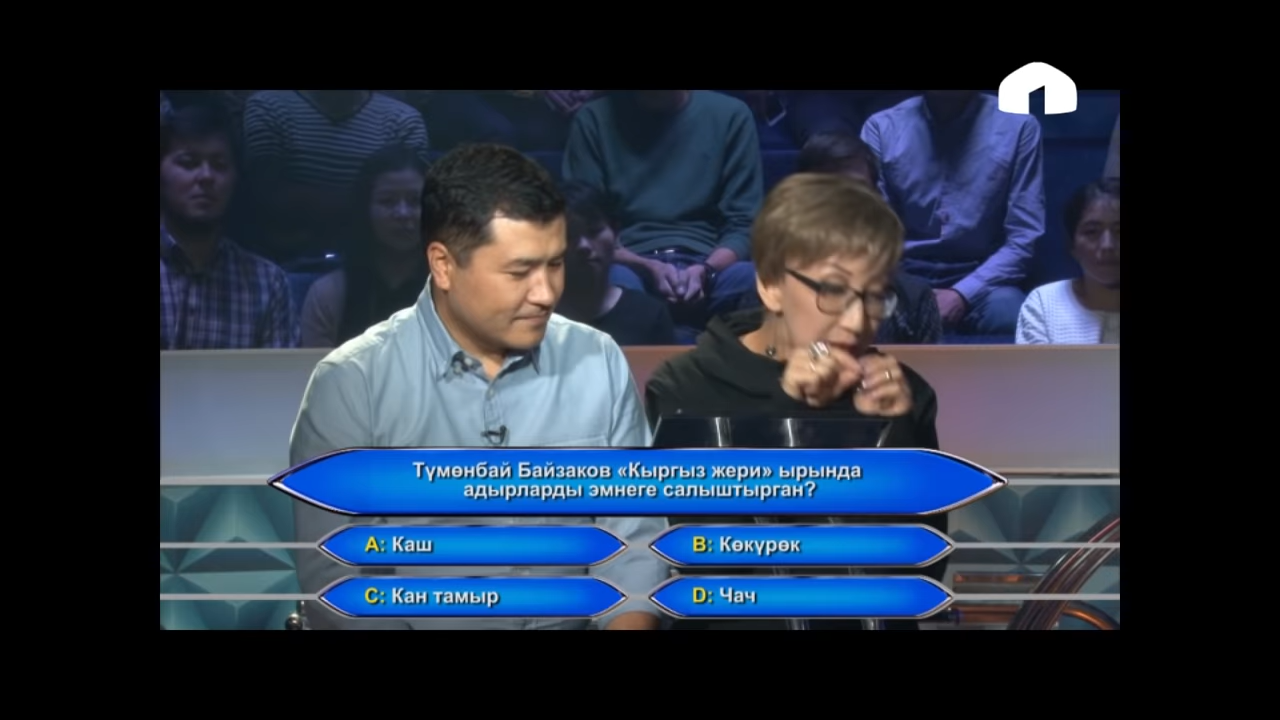 Түмөнбай Байзаков «Кыргыз жери» ырында
адырларды эмнеге салыштырган?
A: Каш
B: Көкүрөк
C: Кан тамыр
D: Чач